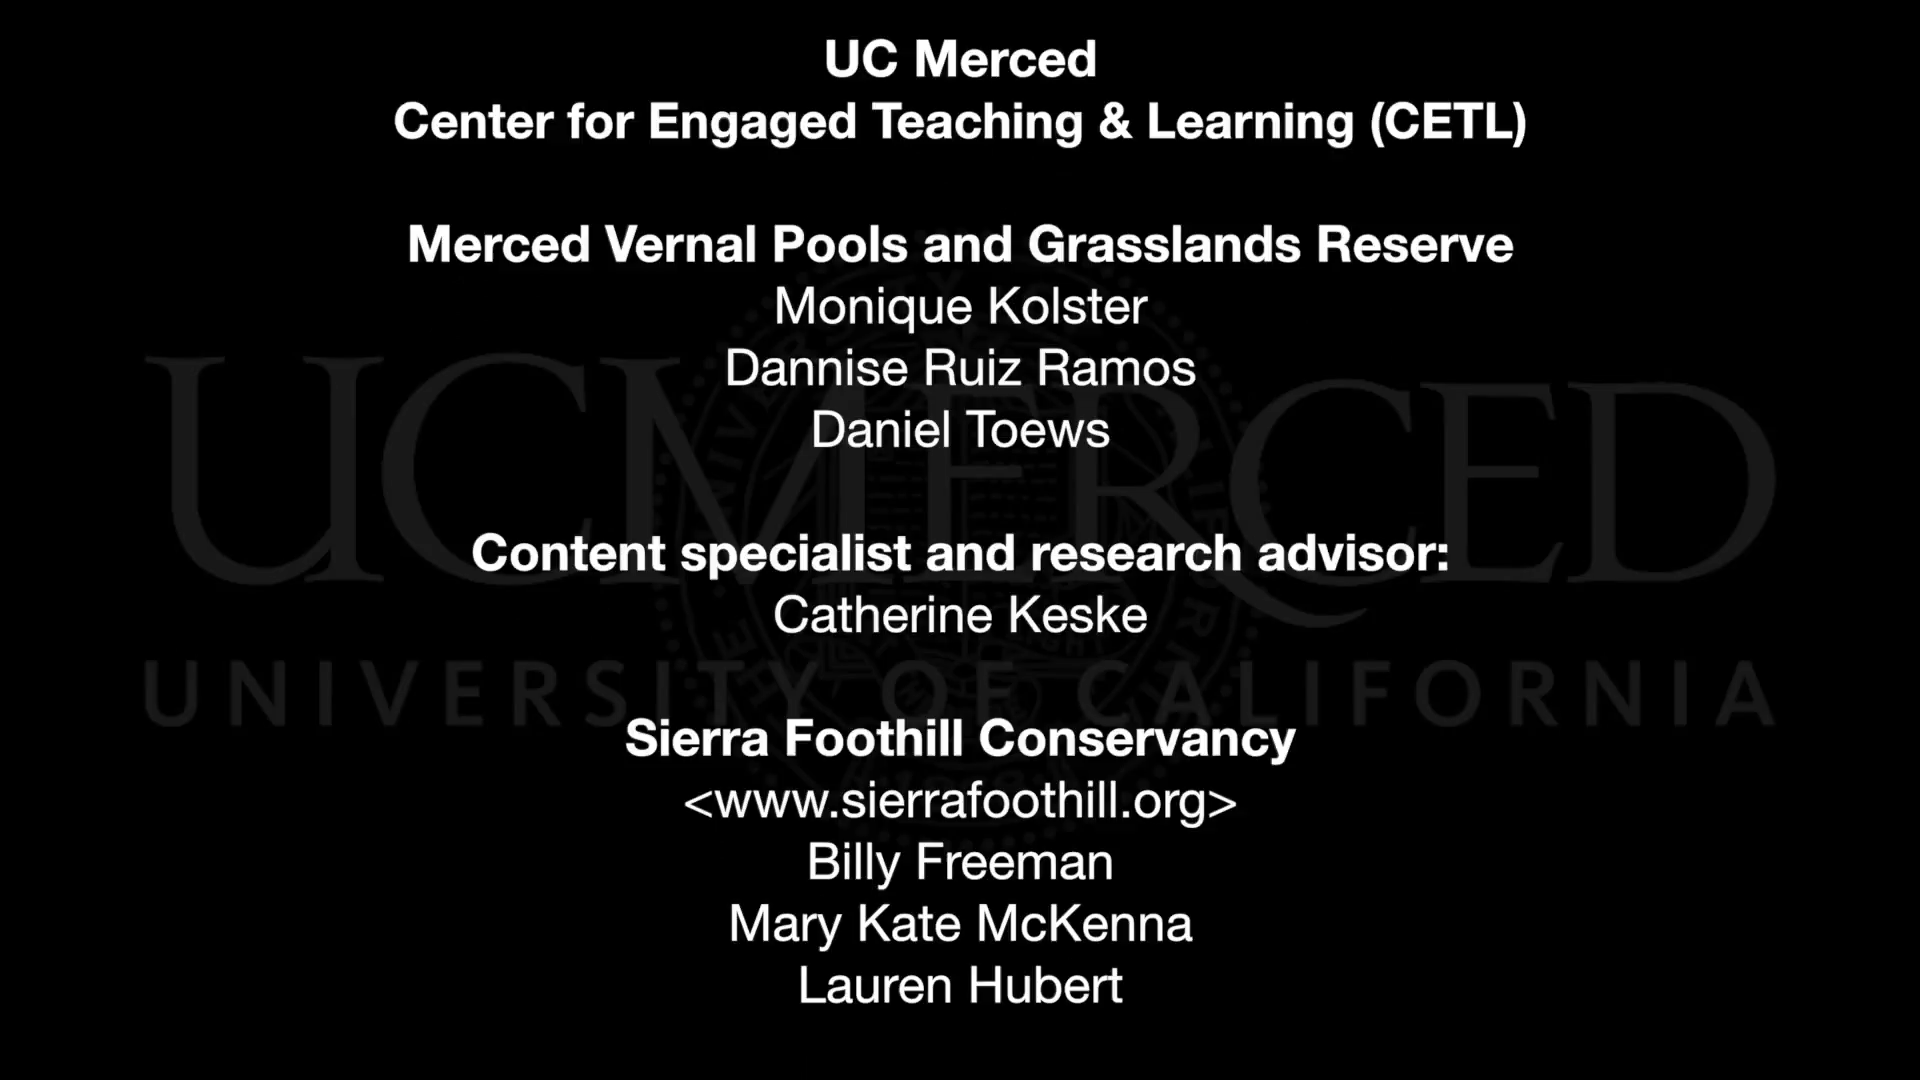 UC Merced
Center for Engaged Teaching & Learning (CETL)
Merced Vernal Pools and Grasslands Reserve
Monique Kolster
Dannise Ruiz Ramos
Daniel Toews
Content specialist and research advisor:
Catherine Keske
Sierra Foothill Conservancy
<www.sierrafoothill.org>
Billy Freeman
Mary Kate McKenna
Lauren Hubert
UCMERCED
UNIVERSITY OF CALIFORNIA